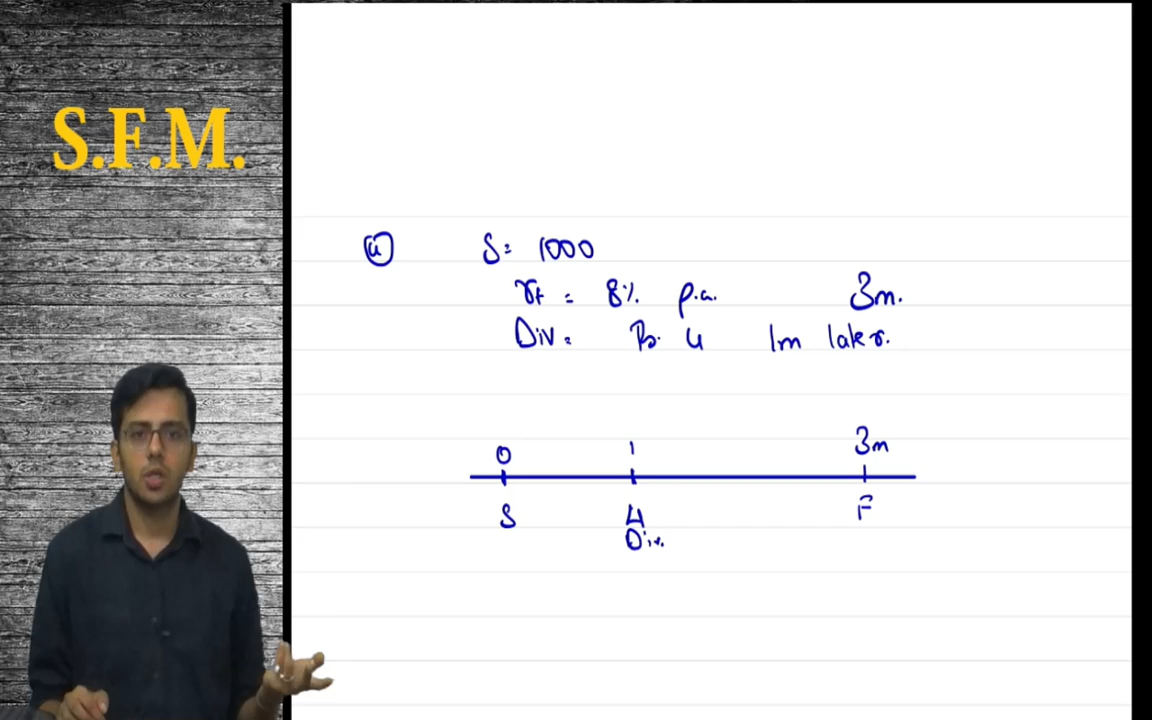 S.F.M.
a) S = 1000
rf = 8% p.a. 3m.
Div = Rs. 4 1m later.
0 1 3m
S 4 F
Div.